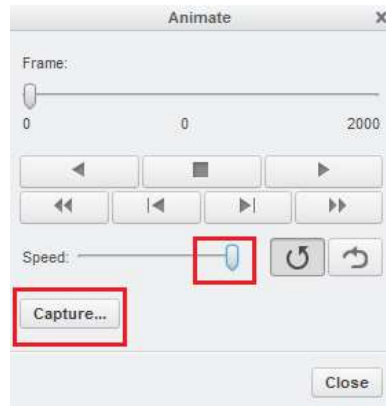 Animate X
Frame:
0 0 2000
Speed:
Capture...
Close